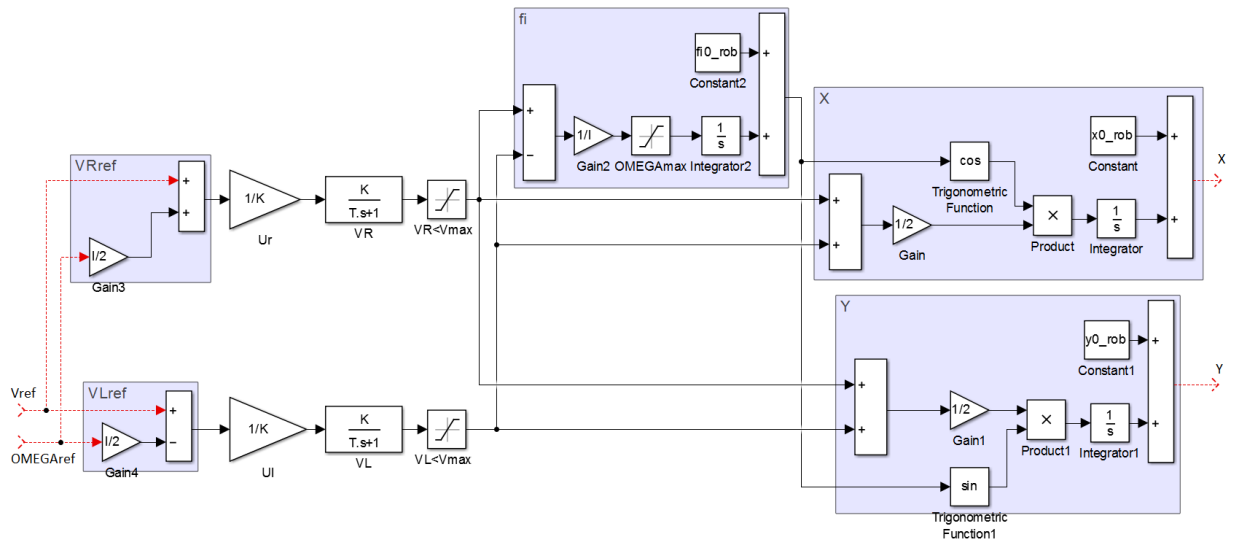 fi
fi0_rob
Constant2
+
+
+
−
1/l
Gain2
OMEGAmax
1
s
Integrator2
X
x0_rob
Constant
+
+
X
cos
Trigonometric
Function
+
+
1/2
Gain
×
Product
1
s
Integrator
VRref
+
+
l/2
Gain3
1/K
Ur
K
T.s+1
VR
VR<Vmax
Y
y0_rob
Constant1
+
+
Y
+
+
1/2
Gain1
×
Product1
1
s
Integrator1
sin
Trigonometric
Function1
Vref
OMEGAref
VLref
+
−
l/2
Gain4
1/K
Ul
K
T.s+1
VL
VL<Vmax